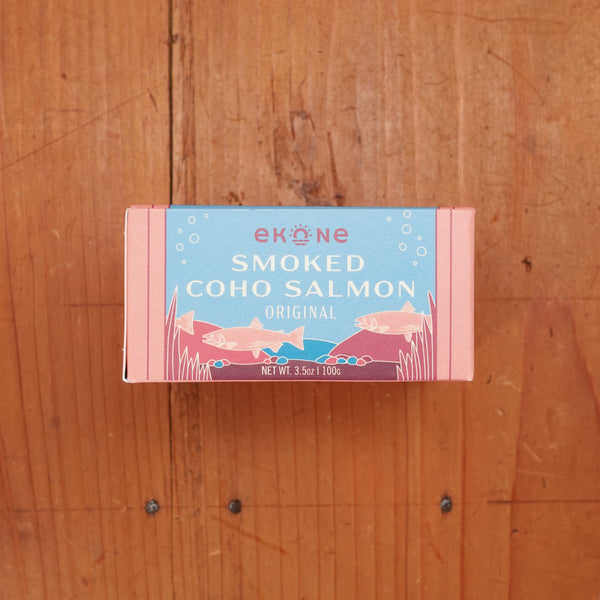 eKONe
SMOKED
COHO SALMON
ORIGINAL
NET WT. 3.5oz | 100G